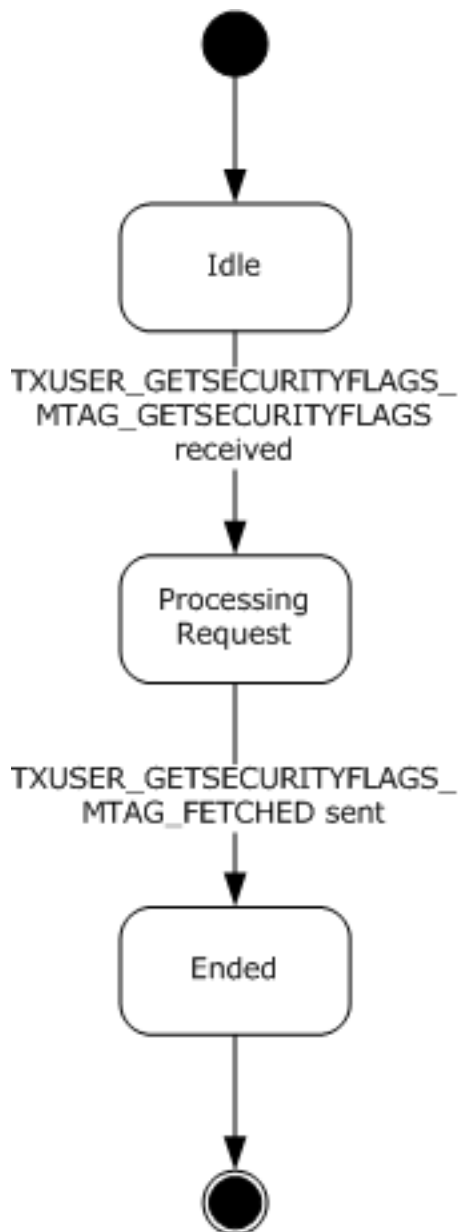 Idle
TXUSER_GETSECURITYFLAGS_
MTAG_GETSECURITYFLAGS
received
Processing
Request
TXUSER_GETSECURITYFLAGS_
MTAG_FETCHED sent
Ended